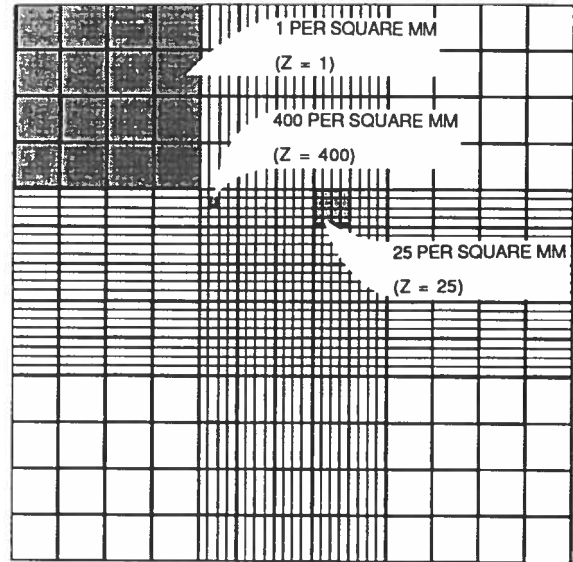 1 PER SQUARE MM
(Z = 1)
400 PER SQUARE MM
(Z = 400)
25 PER SQUARE MM
(Z = 25)